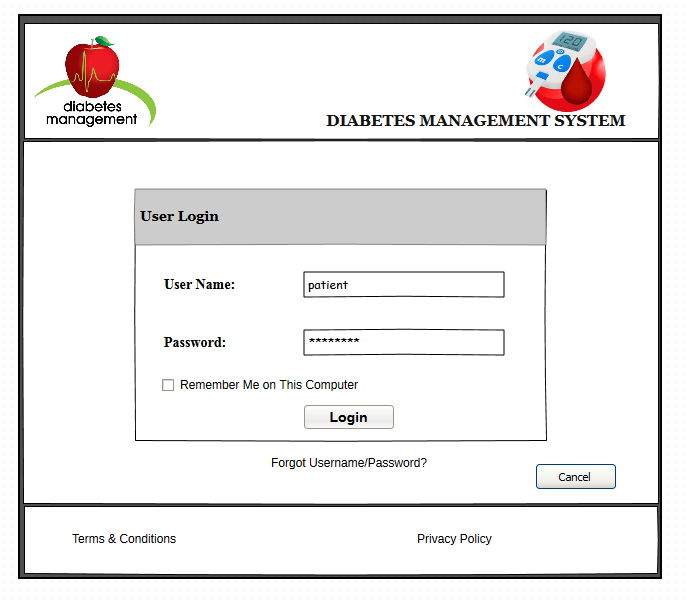 120
m
c
diabetes
management
DIABETES MANAGEMENT SYSTEM
User Login
User Name:
patient
Password:
********
Remember Me on This Computer
Login
Forgot Username/Password?
Cancel
Terms & Conditions
Privacy Policy